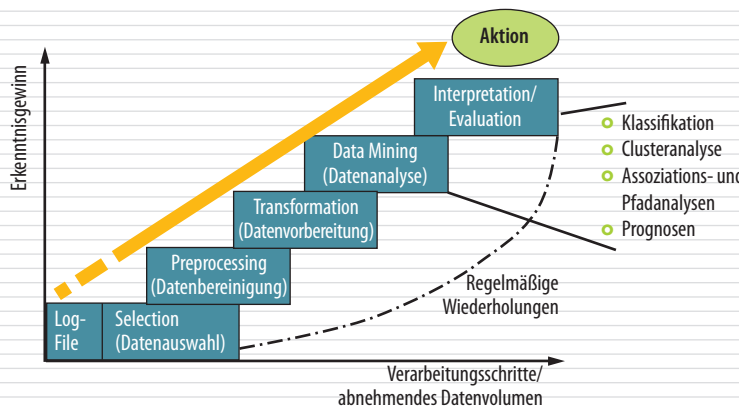 Aktion
Erkenntnisgewinn
Interpretation/
Evaluation
Data Mining
(Datenanalyse)
Transformation
(Datenvorbereitung)
Preprocessing
(Datenbereinigung)
Log-
File
Selection
(Datenauswahl)
Klassifikation
Clusteranalyse
Assoziations- und
Pfadanalysen
Prognosen
Regelmäßige
Wiederholungen
Verarbeitungsschritte/
abnehmendes Datenvolumen